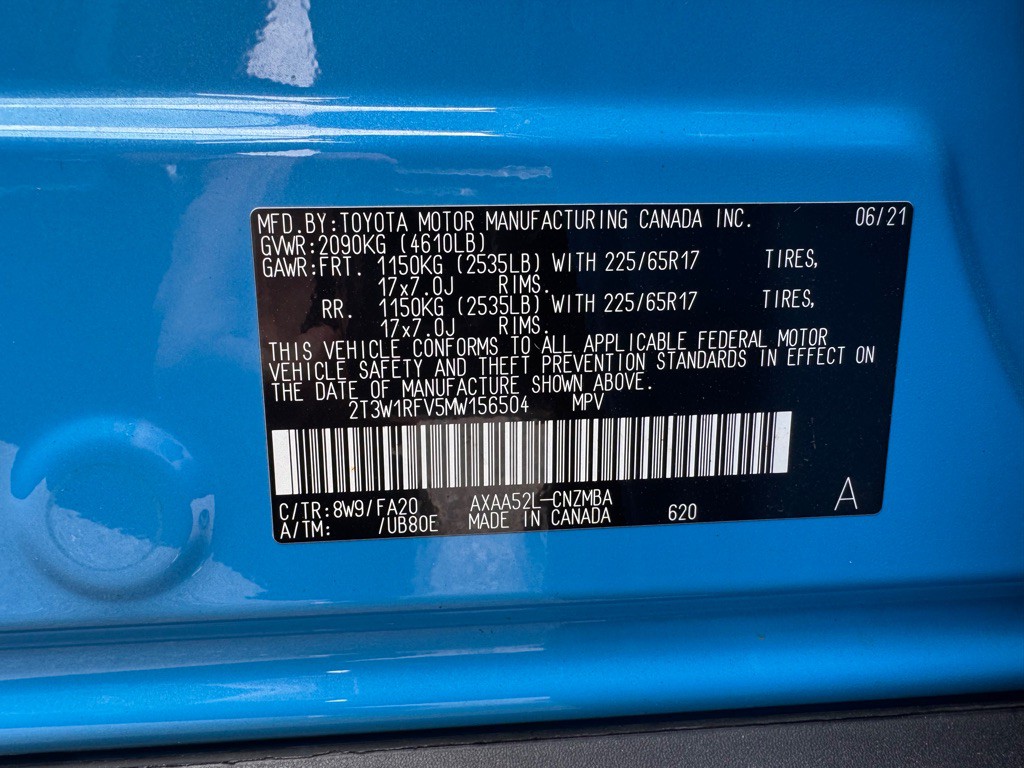 MFD.BY:TOYOTA MOTOR MANUFACTURING CANADA INC. 06/21
GVWR:2090KG (4610LB)
GAWR:FRT. 1150KG (2535LB) WITH 225/65R17 TIRES,
17x7.0J RIMS.
RR. 1150KG (2535LB) WITH 225/65R17 TIRES,
17x7.0J RIMS.
THIS VEHICLE CONFORMS TO ALL APPLICABLE FEDERAL MOTOR
VEHICLE SAFETY AND THEFT PREVENTION STANDARDS IN EFFECT ON
THE DATE OF MANUFACTURE SHOWN ABOVE.
2T3W1RFV5MW156504 MPV
C/TR:8W9/FA20 AXAA52L-CNZMBA A
A/TM: /UB80E MADE IN CANADA 620